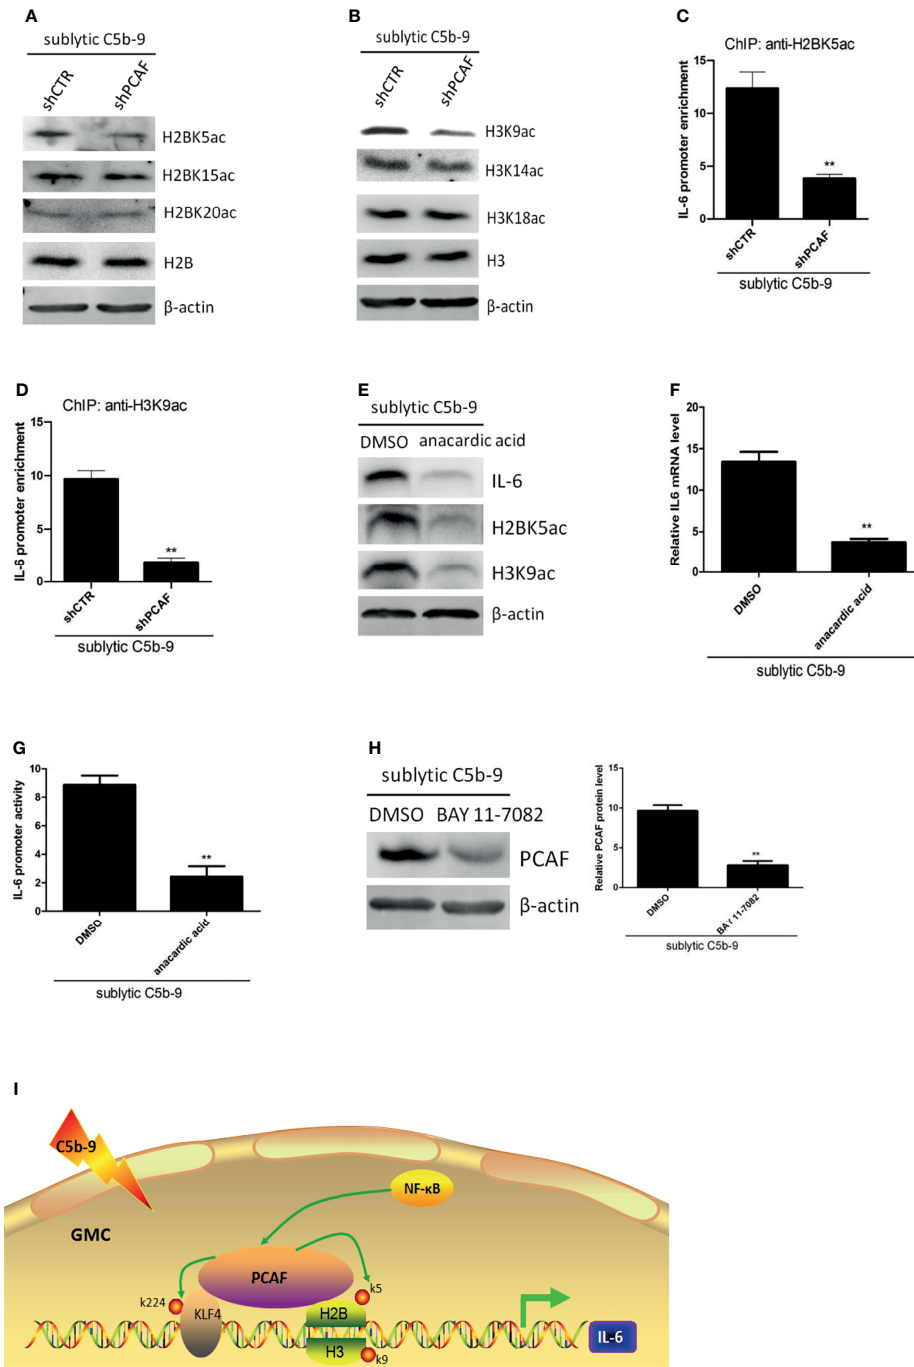 A
sublytic C5b-9
shCTR
shPCAF
H2BK5ac
H2BK15ac
H2BK20ac
H2B
β-actin
B
sublytic C5b-9
shCTR
shPCAF
H3K9ac
H3K14ac
H3K18ac
H3
β-actin
C
ChIP: anti-H2BK5ac
IL-6 promoter enrichment
15
10
5
0
**
shCTR
shPCAF
sublytic C5b-9
D
ChIP: anti-H3K9ac
IL-6 promoter enrichment
15
10
5
0
**
shCTR
shPCAF
sublytic C5b-9
E
sublytic C5b-9
DMSO anacardic acid
IL-6
H2BK5ac
H3K9ac
β-actin
F
Relative IL6 mRNA level
20
15
10
5
0
**
DMSO
anacardic acid
sublytic C5b-9
G
IL-6 promoter activity
10
8
6
4
2
0
**
DMSO
anacardic acid
sublytic C5b-9
H
sublytic C5b-9
DMSO BAY 11-7082
PCAF
β-actin
Relative PCAF protein level
15
10
5
0
**
DMSO
BAY 11-7082
sublytic C5b-9
I
C5b-9
NF-κB
GMC
PCAF
k5
k224
KLF4
H2B
IL-6
H3
k9